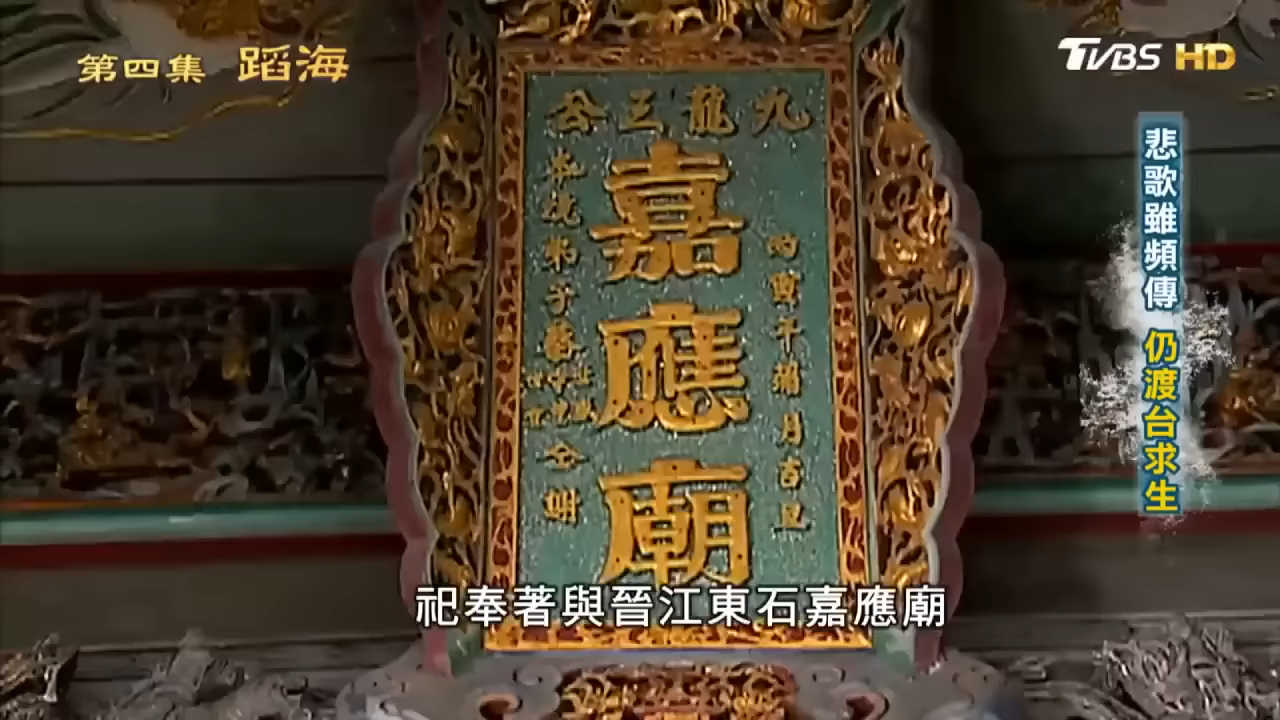 第四集 蹈海
TVBS HD
九龍三公
嘉應廟
悲歌雖頻傳 仍渡台求生
祀奉著與晉江東石嘉應廟